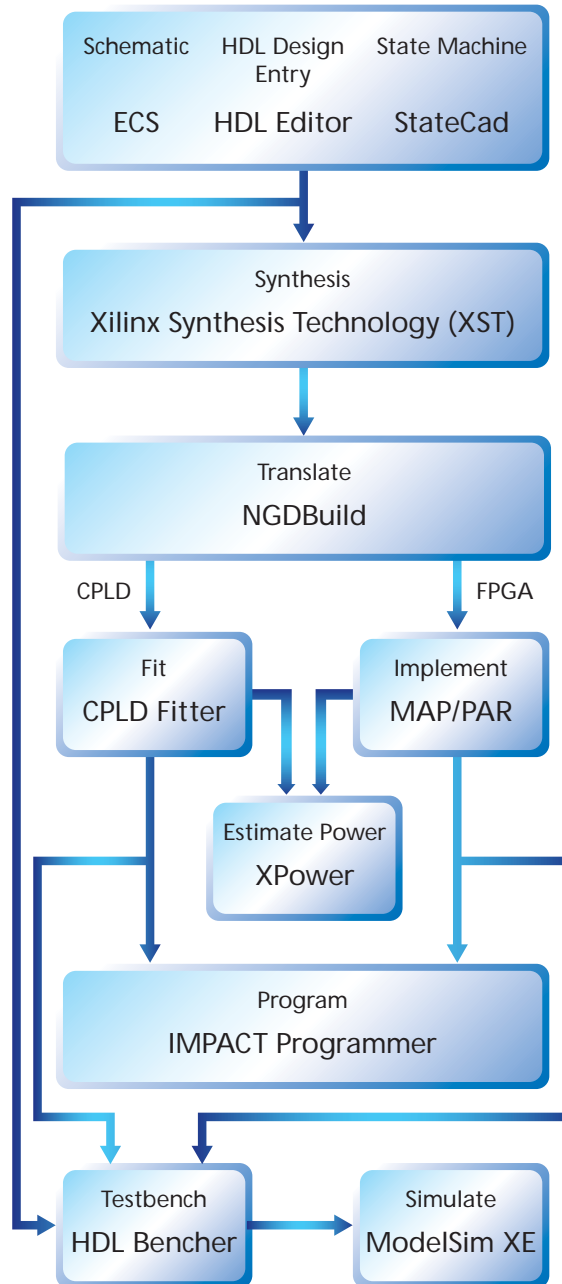 Schematic
HDL Design
Entry
State Machine
ECS
HDL Editor
StateCad
Synthesis
Xilinx Synthesis Technology (XST)
Translate
NGDBuild
CPLD
FPGA
Fit
CPLD Fitter
Implement
MAP/PAR
Estimate Power
XPower
Program
IMPACT Programmer
Testbench
HDL Bencher
Simulate
ModelSim XE